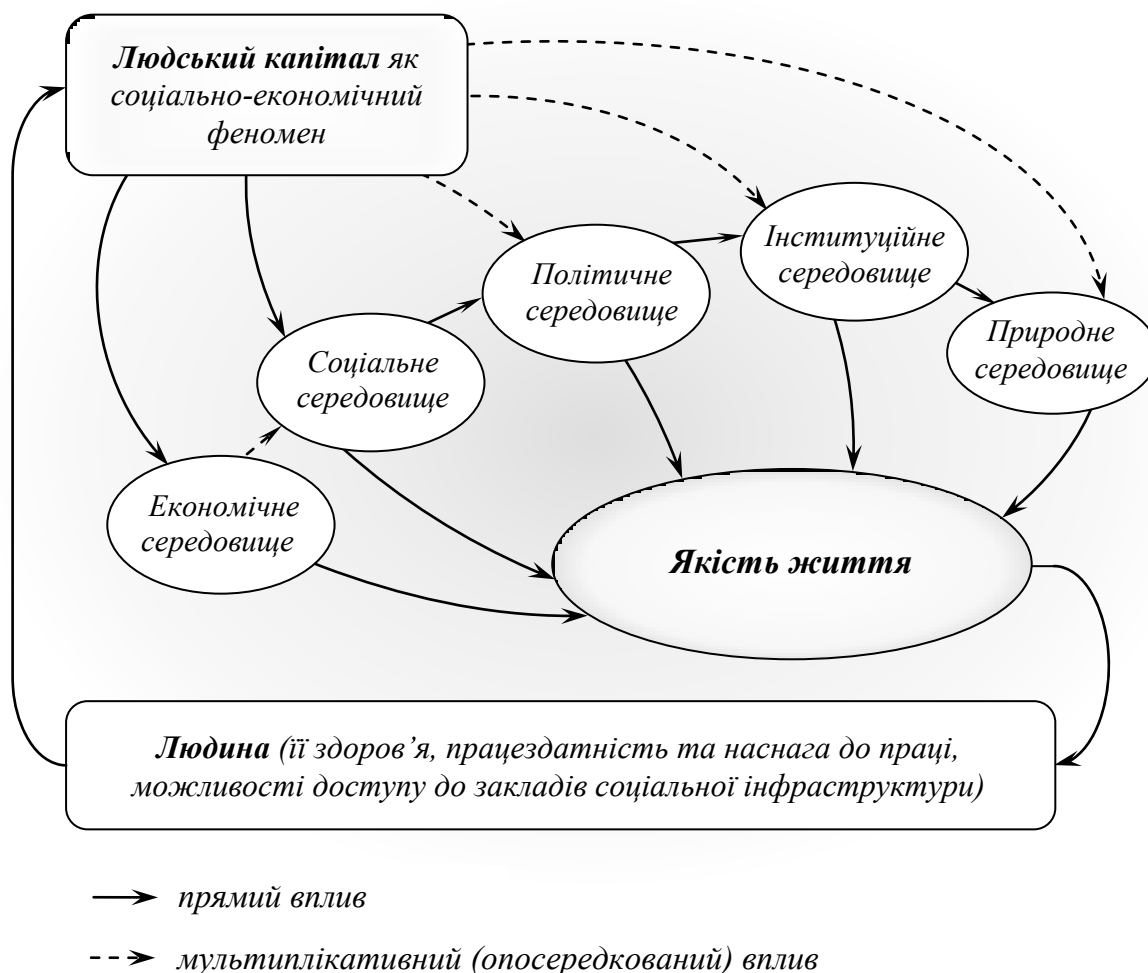 Людський капітал як
соціально-економічний
феномен
Інституційне
середовище
Політичне
середовище
Природне
середовище
Соціальне
середовище
Економічне
середовище
Якість життя
Людина (її здоров’я, працездатність та наснага до праці,
можливості доступу до закладів соціальної інфраструктури)
прямий вплив
мультиплікативний (опосередкований) вплив